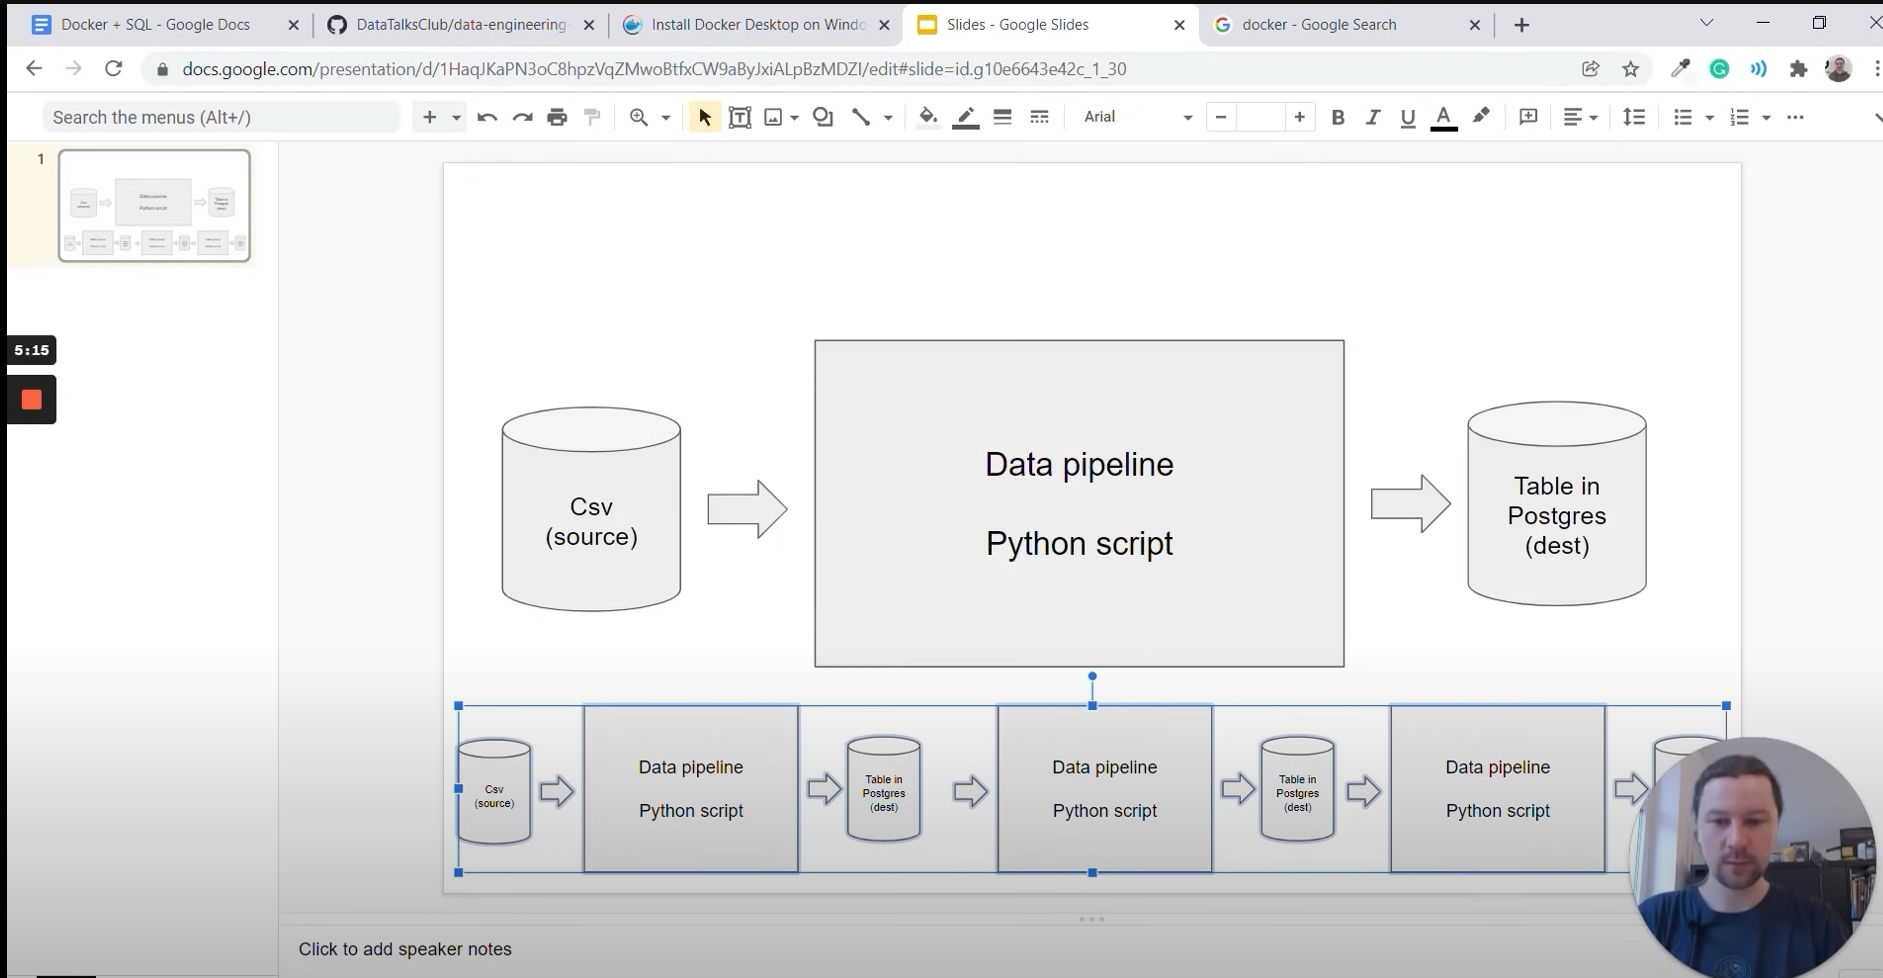 Docker + SQL - Google Docs
DataTalksClub/data-engineering-
Install Docker Desktop on Windo
Slides - Google Slides
docker - Google Search
docs.google.com/presentation/d/1HaqJKaPN3oC8hpzVqZMwoBtfxCW9aByJxiALpBzMDZI/edit#slide=id.g10e6643e42c_1_30
Search the menus (Alt+/)
Arial
1
5:15
Csv
(source)
Data pipeline
Python script
Table in
Postgres
(dest)
Csv
(source)
Data pipeline
Python script
Table in
Postgres
(dest)
Data pipeline
Python script
Table in
Postgres
(dest)
Data pipeline
Python script
Click to add speaker notes